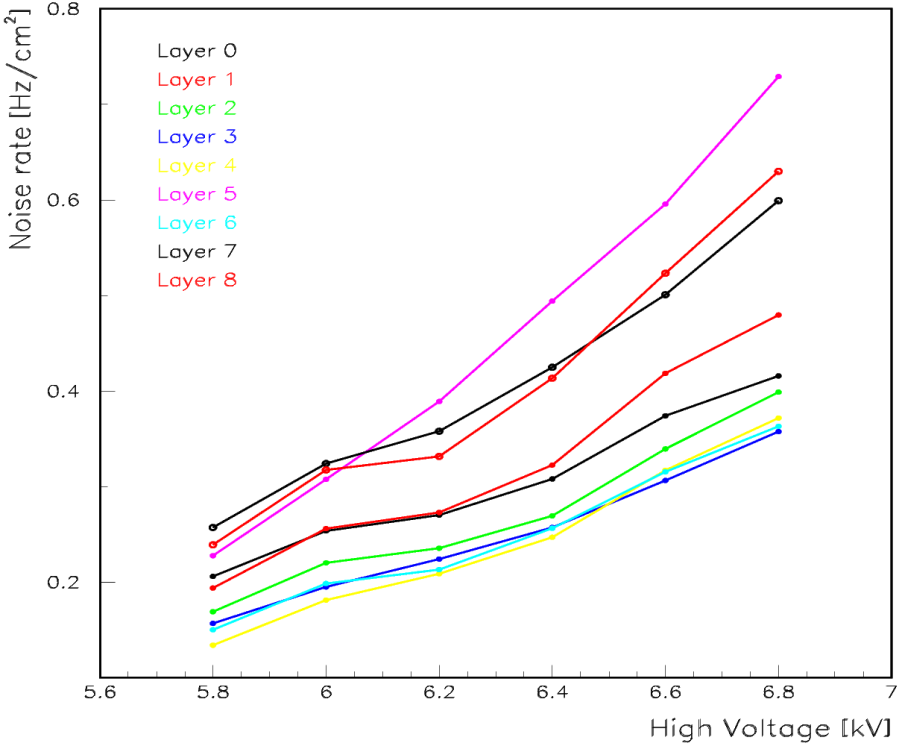 Noise rate [Hz/cm²]
0.8
0.6
0.4
0.2
Layer 0
Layer 1
Layer 2
Layer 3
Layer 4
Layer 5
Layer 6
Layer 7
Layer 8
5.6 5.8 6 6.2 6.4 6.6 6.8 7
High Voltage [kV]